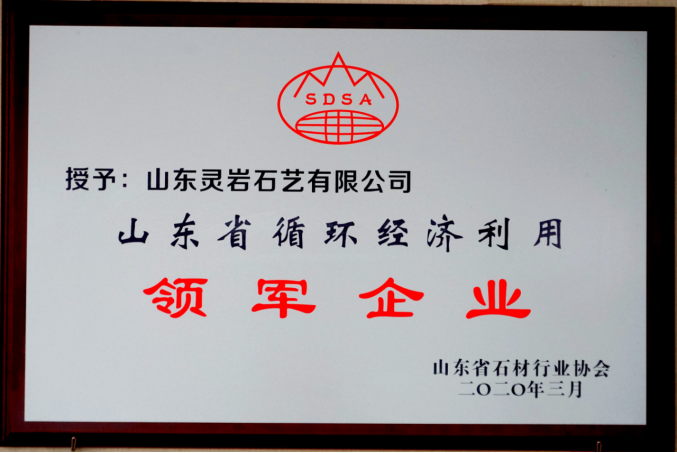 SDSA
授予：山东灵岩石艺有限公司
山东省循环经济利用
领军企业
山东省石材行业协会
二〇二〇年三月